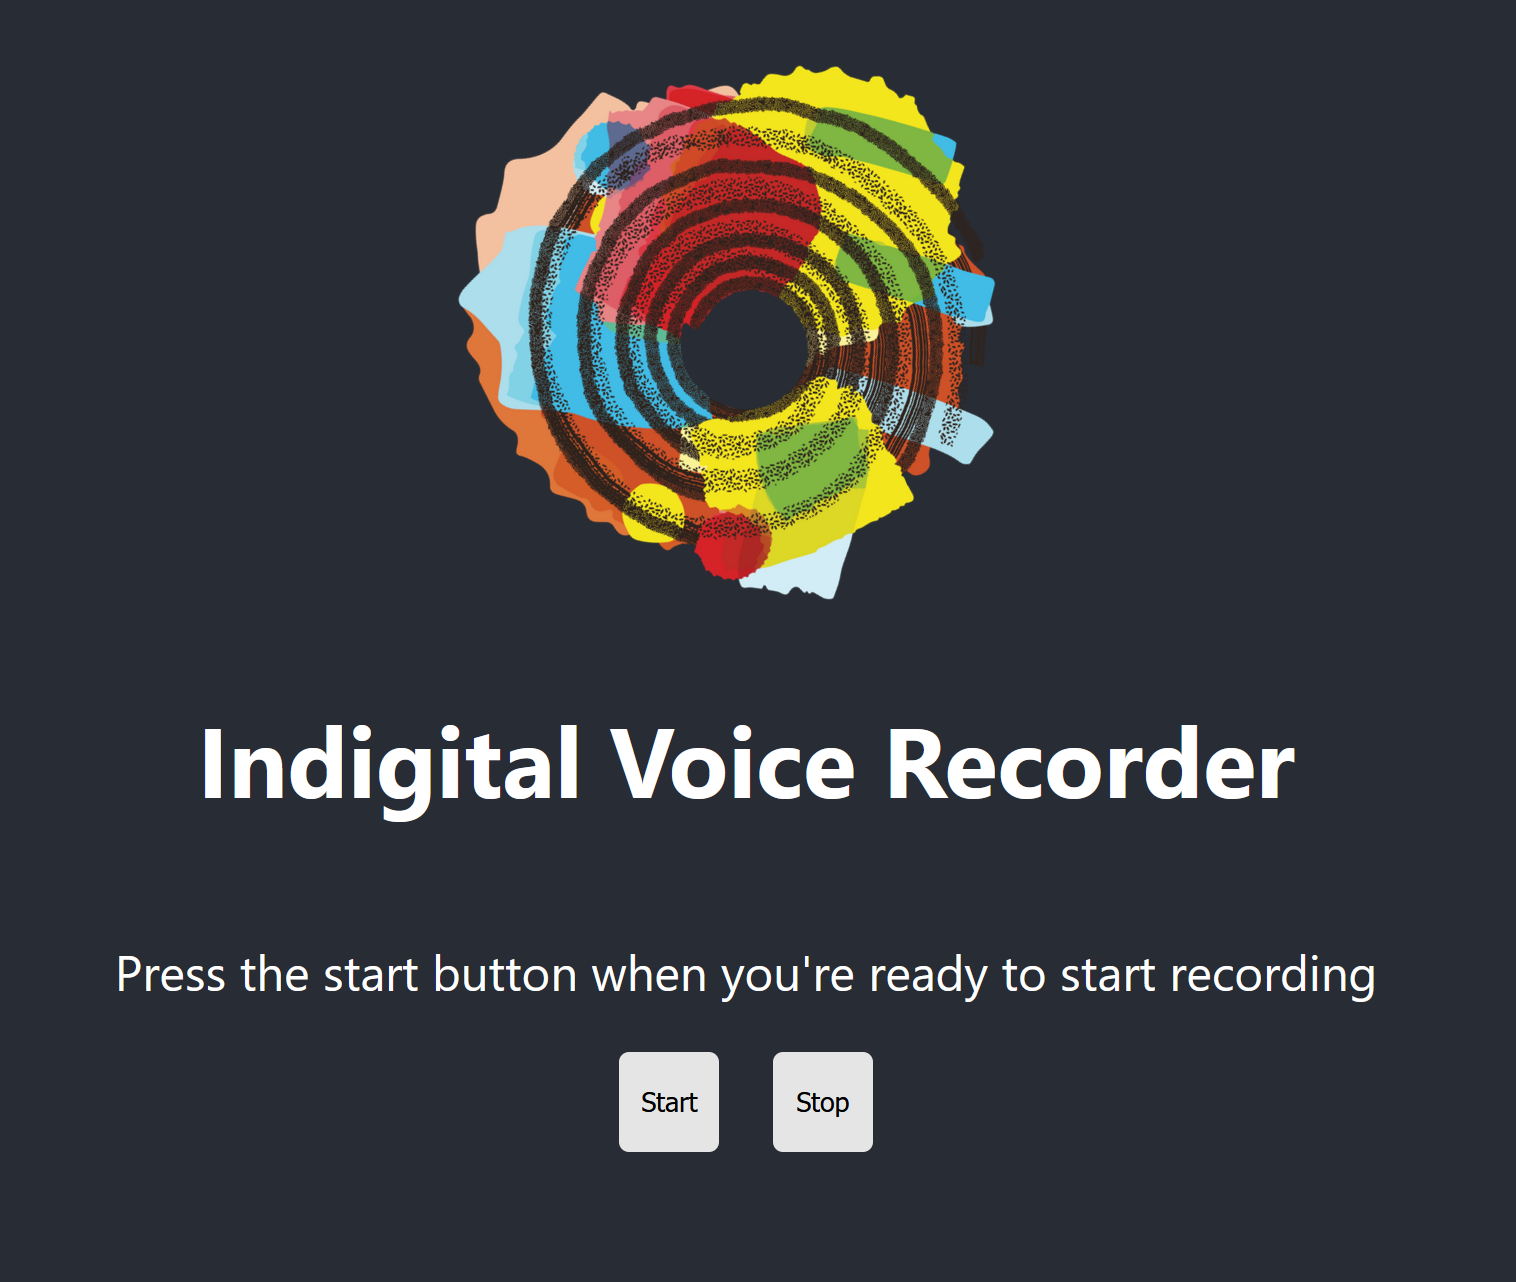 Indigital Voice Recorder
Press the start button when you're ready to start recording
Start Stop